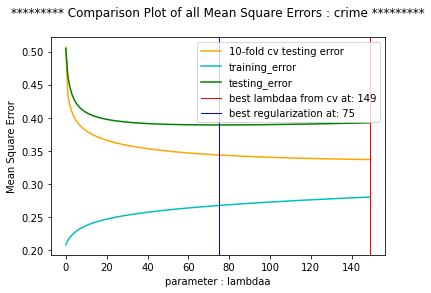 ********* Comparison Plot of all Mean Square Errors : crime *********
10-fold cv testing error
training_error
testing_error
best lambdaa from cv at: 149
best regularization at: 75
Mean Square Error
0.50
0.45
0.40
0.35
0.30
0.25
0.20
0 20 40 60 80 100 120 140
parameter : lambdaa